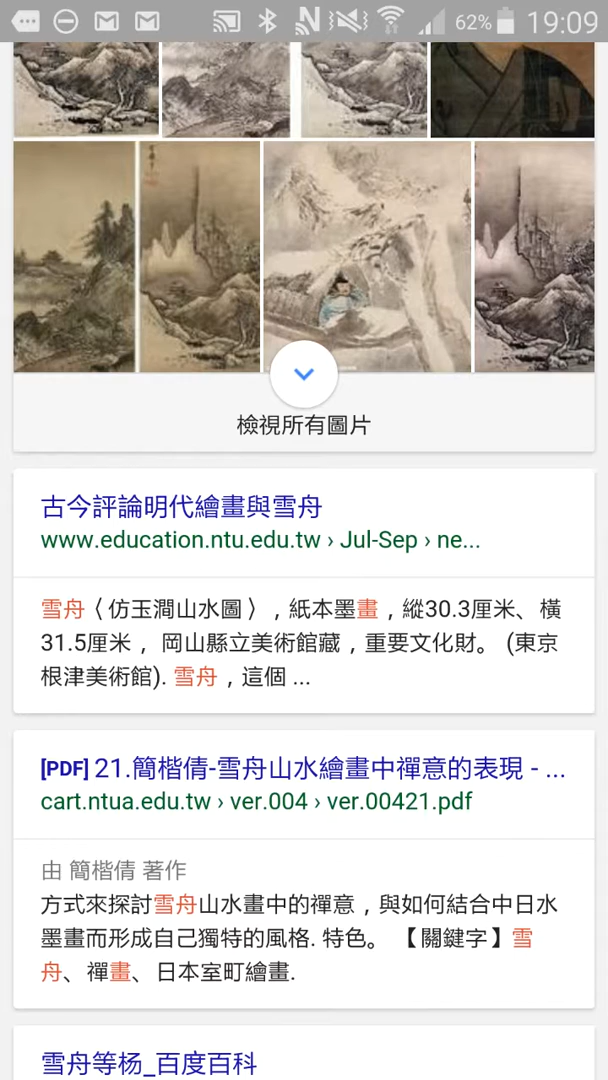 62% 19:09
檢視所有圖片
古今評論明代繪畫與雪舟
www.education.ntu.edu.tw › Jul-Sep › ne...
雪舟〈仿玉澗山水圖〉，紙本墨畫，縱30.3厘米、橫
31.5厘米， 岡山縣立美術館藏，重要文化財。 (東京
根津美術館). 雪舟，這個 ...
[PDF] 21.簡楷倩-雪舟山水繪畫中禪意的表現 - ...
cart.ntua.edu.tw › ver.004 › ver.00421.pdf
由 簡楷倩 著作
方式來探討雪舟山水畫中的禪意，與如何結合中日水
墨畫而形成自己獨特的風格. 特色。 【關鍵字】雪
舟、禪畫、日本室町繪畫.
雪舟等杨_百度百科